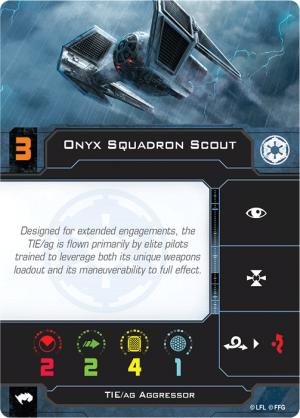 3 Onyx Squadron Scout
Designed for extended engagements, the
TIE/ag is flown primarily by elite pilots
trained to leverage both its unique weapons
loadout and its maneuverability to full effect.
2 2 4 1
TIE/ag Aggressor
© LFL © FFG